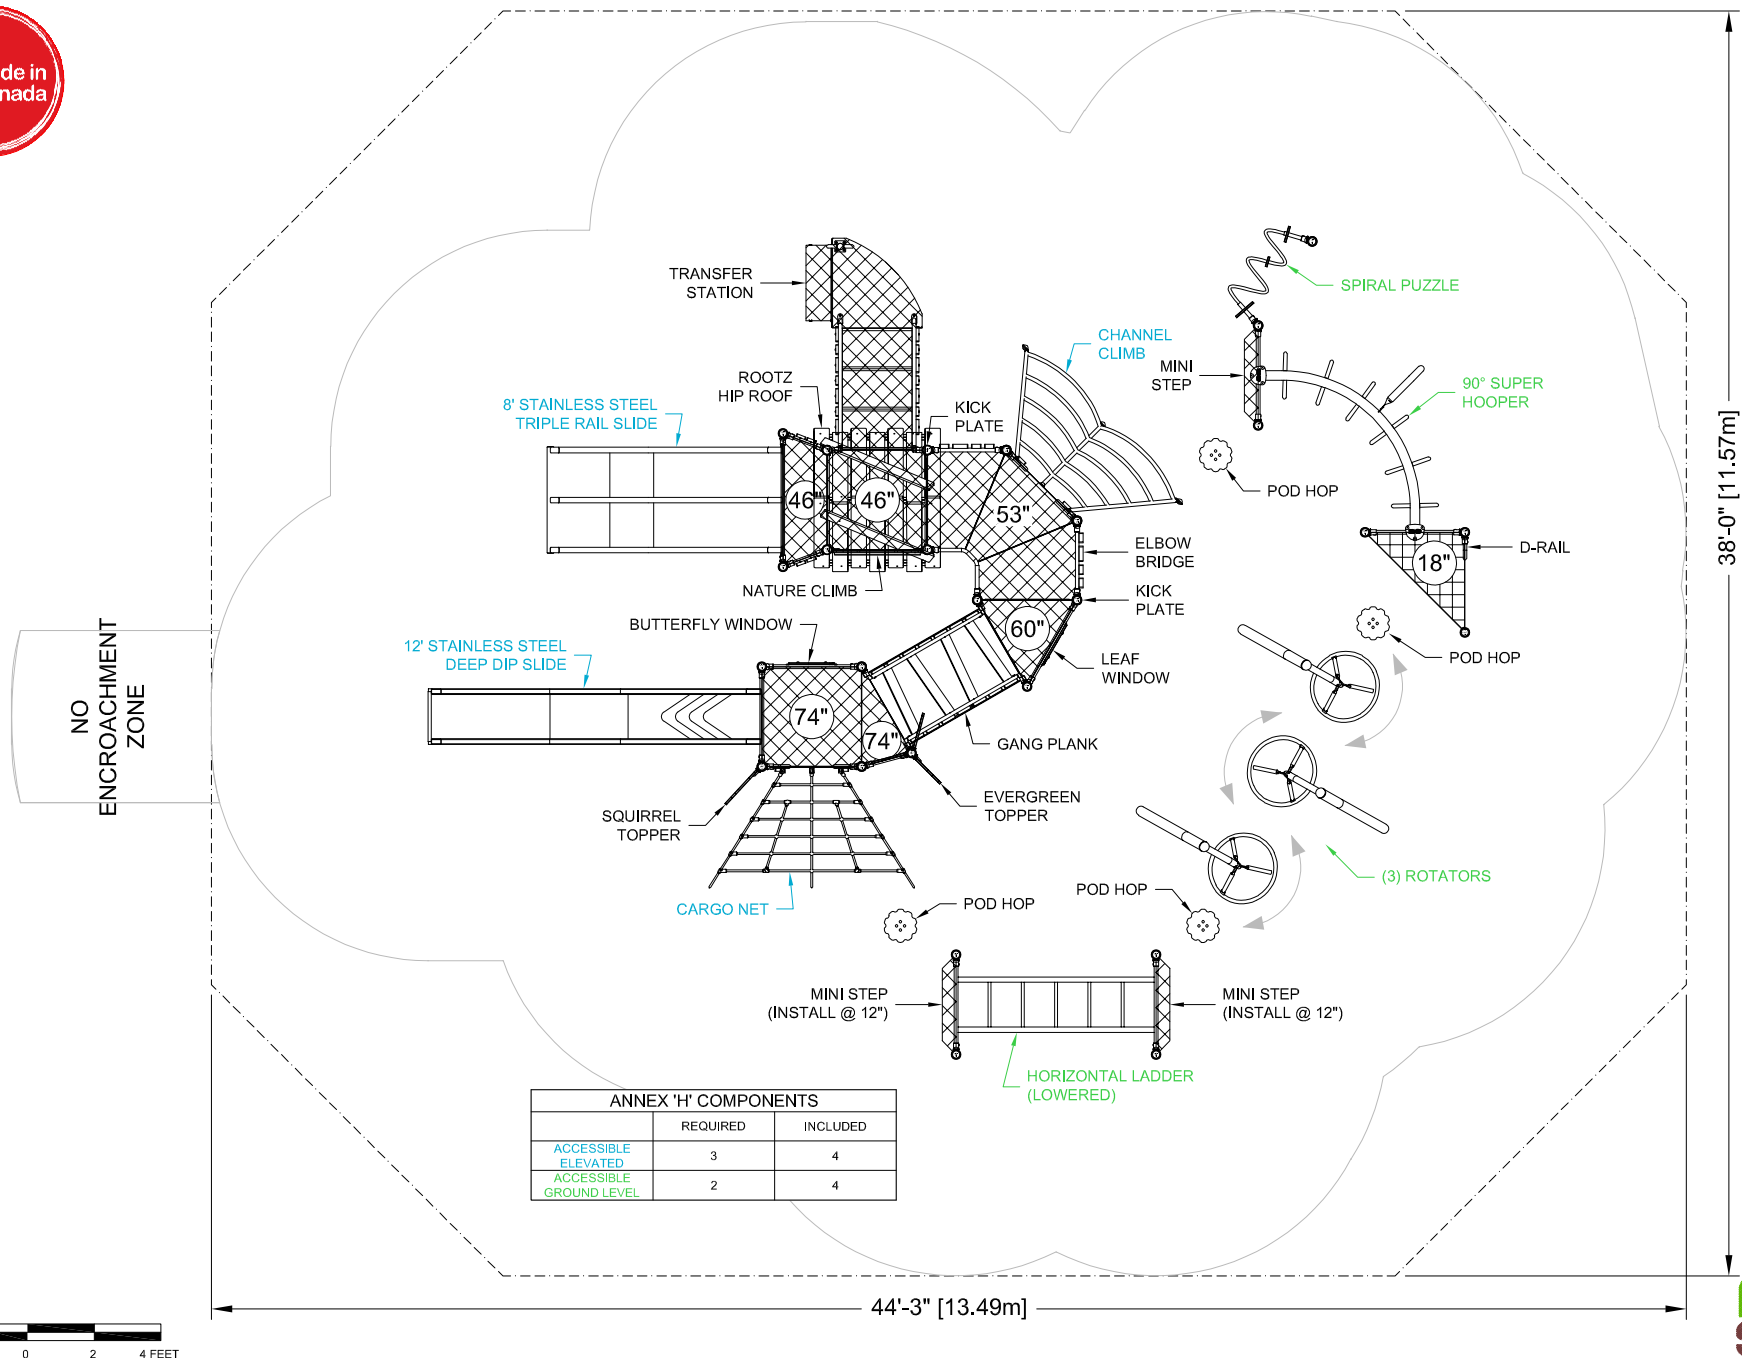 de in
nada
TRANSFER
STATION
SPIRAL PUZZLE
CHANNEL
CLIMB
MINI
STEP
ROOTZ
HIP ROOF
90° SUPER
HOOPER
8' STAINLESS STEEL
TRIPLE RAIL SLIDE
KICK
PLATE
POD HOP
46"
46"
53"
ELBOW
BRIDGE
D-RAIL
18"
NATURE CLIMB
KICK
PLATE
BUTTERFLY WINDOW
60"
12' STAINLESS STEEL
DEEP DIP SLIDE
LEAF
WINDOW
POD HOP
NO
ENCROACHMENT
ZONE
74"
74"
GANG PLANK
SQUIRREL
TOPPER
EVERGREEN
TOPPER
(3) ROTATORS
CARGO NET
POD HOP
POD HOP
MINI STEP
(INSTALL @ 12")
MINI STEP
(INSTALL @ 12")
HORIZONTAL LADDER
(LOWERED)
ANNEX 'H' COMPONENTS
REQUIRED INCLUDED
ACCESSIBLE
ELEVATED 3 4
ACCESSIBLE
GROUND LEVEL 2 4
38'-0" [11.57m]
44'-3" [13.49m]
0 2 4 FEET